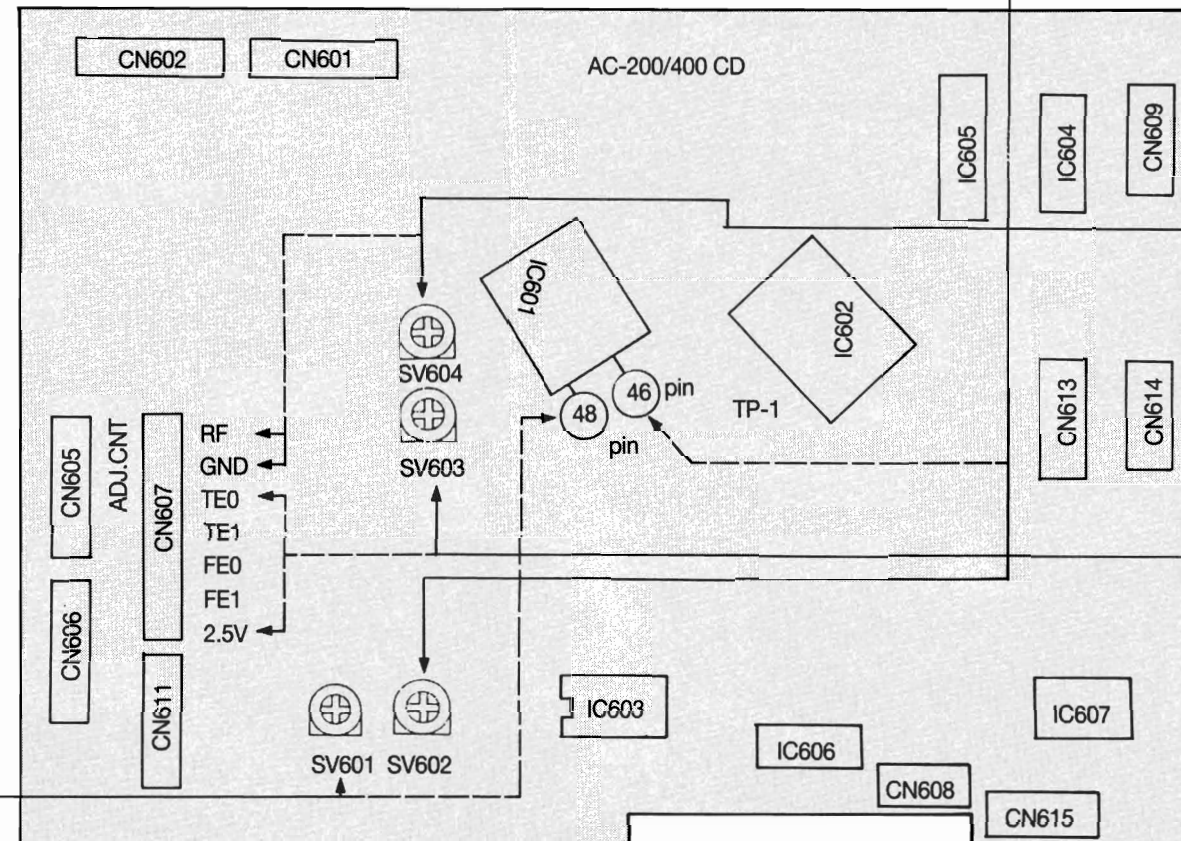 CN602
CN601
AC-200/400 CD
IC605
IC604
CN609
IC601
IC602
SV604
46 pin
48
pin
TP-1
CN613
CN614
SV603
CN605
ADJ.CNT
CN607
RF
GND
TE0
TE1
FE0
FE1
2.5V
CN606
CN611
SV601
SV602
IC603
IC606
IC607
CN608
CN615